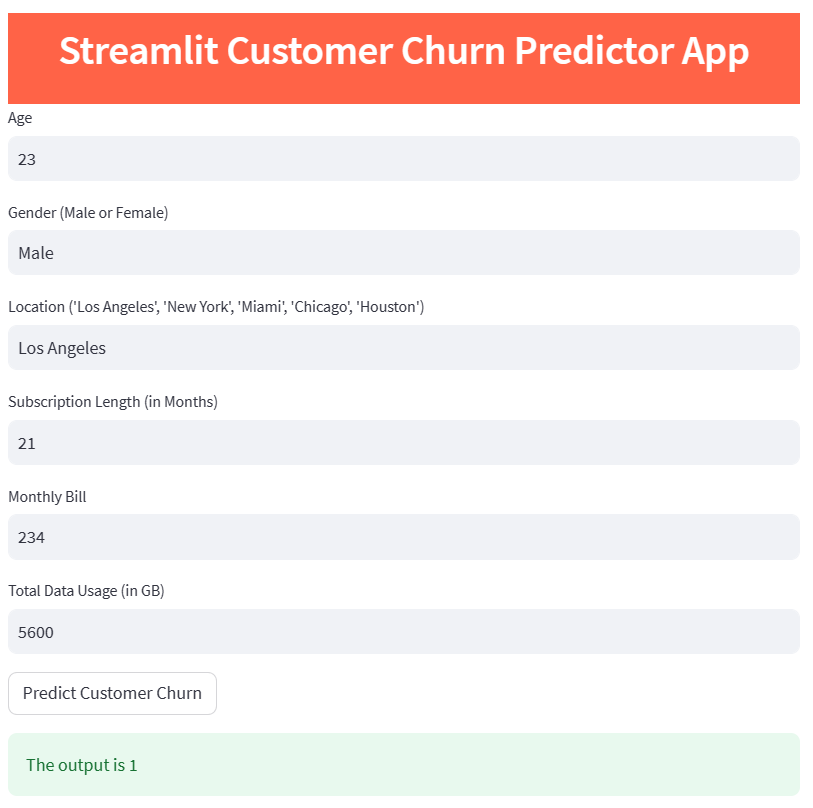 Streamlit Customer Churn Predictor App
Age
23
Gender (Male or Female)
Male
Location ('Los Angeles', 'New York', 'Miami', 'Chicago', 'Houston')
Los Angeles
Subscription Length (in Months)
21
Monthly Bill
234
Total Data Usage (in GB)
5600
Predict Customer Churn
The output is 1